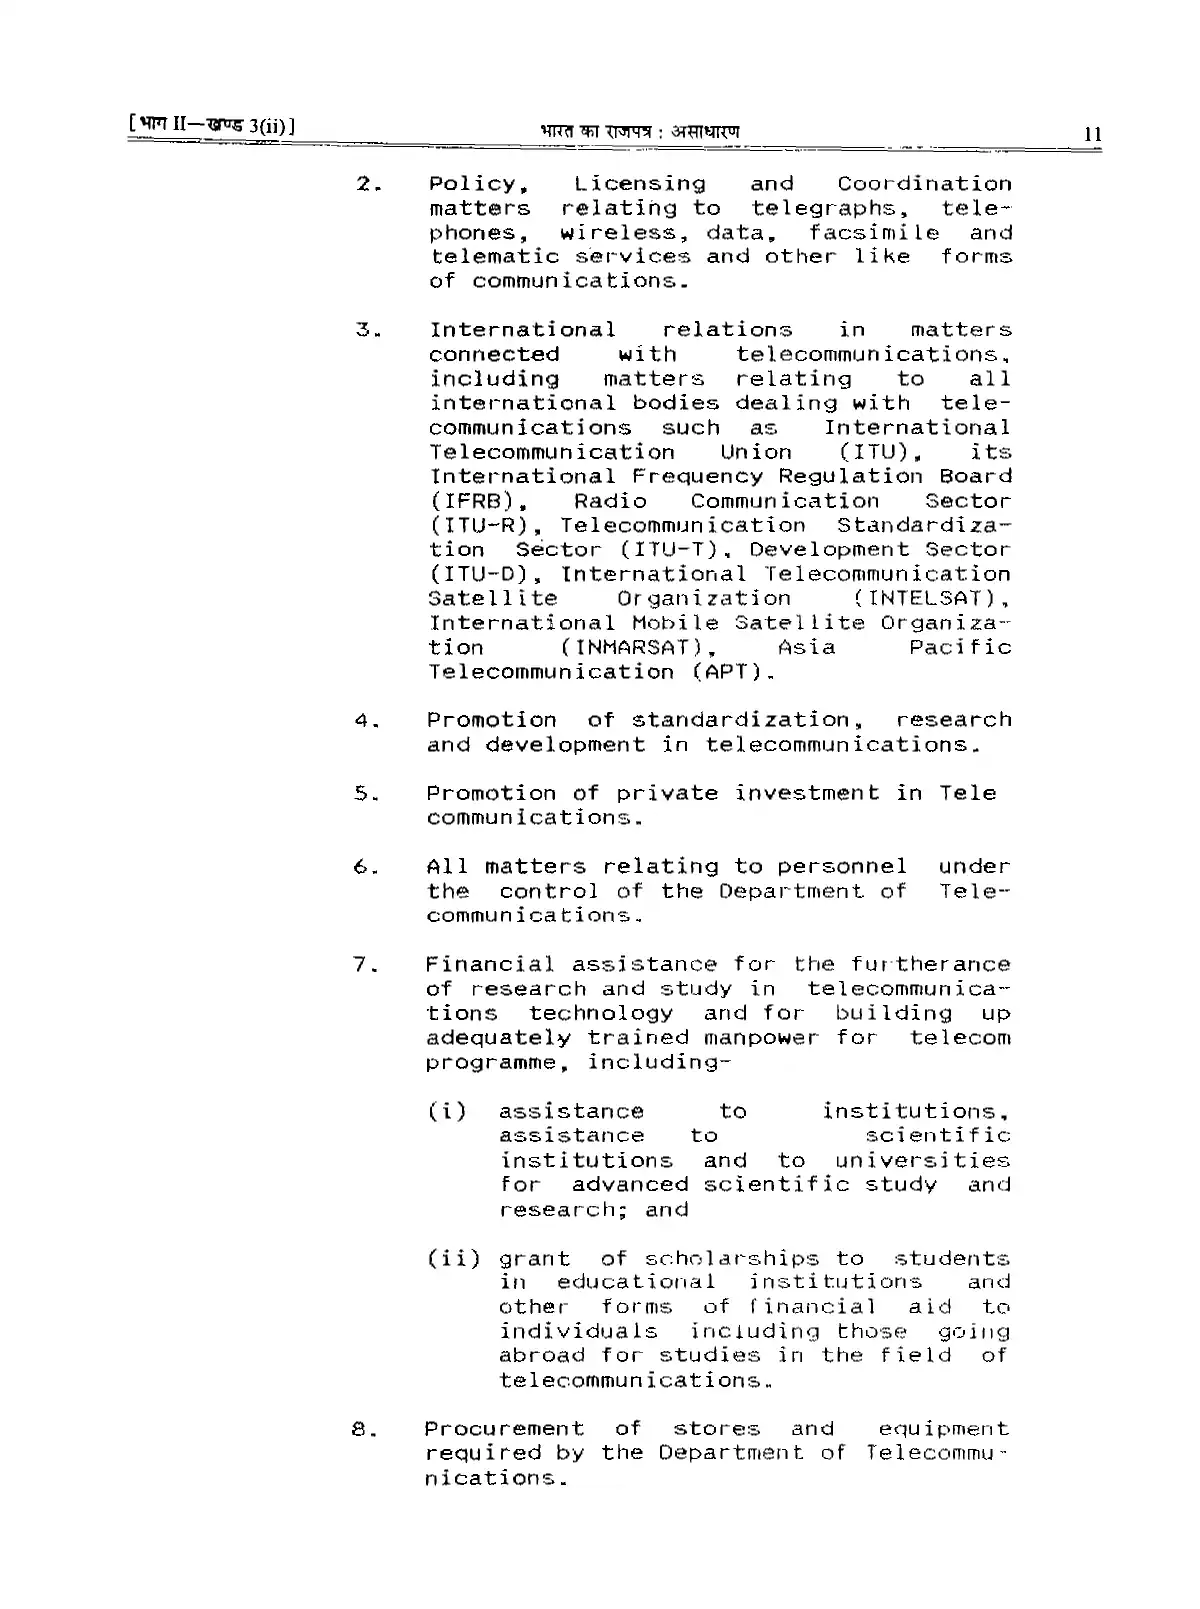 [भाग II—खण्ड 3(ii)]
भारत का राजपत्र : असाधारण
11
2. Policy, Licensing and Coordination
matters relating to telegraphs, tele-
phones, wireless, data, facsimile and
telematic services and other like forms
of communications.
3. International relations in matters
connected with telecommunications,
including matters relating to all
international bodies dealing with tele-
communications such as International
Telecommunication Union (ITU), its
International Frequency Regulation Board
(IFRB), Radio Communication Sector
(ITU-R), Telecommunication Standardiza-
tion Sector (ITU-T), Development Sector
(ITU-D), International Telecommunication
Satellite Organization (INTELSAT),
International Mobile Satellite Organiza-
tion (INMARSAT), Asia Pacific
Telecommunication (APT).
4. Promotion of standardization, research
and development in telecommunications.
5. Promotion of private investment in Tele
communications.
6. All matters relating to personnel under
the control of the Department of Tele-
communications.
7. Financial assistance for the furtherance
of research and study in telecommunica-
tions technology and for building up
adequately trained manpower for telecom
programme, including-
(i) assistance to institutions,
assistance to scientific
institutions and to universities
for advanced scientific study and
research; and
(ii) grant of scholarships to students
in educational institutions and
other forms of financial aid to
individuals including those going
abroad for studies in the field of
telecommunications.
8. Procurement of stores and equipment
required by the Department of Telecommu-
nications.